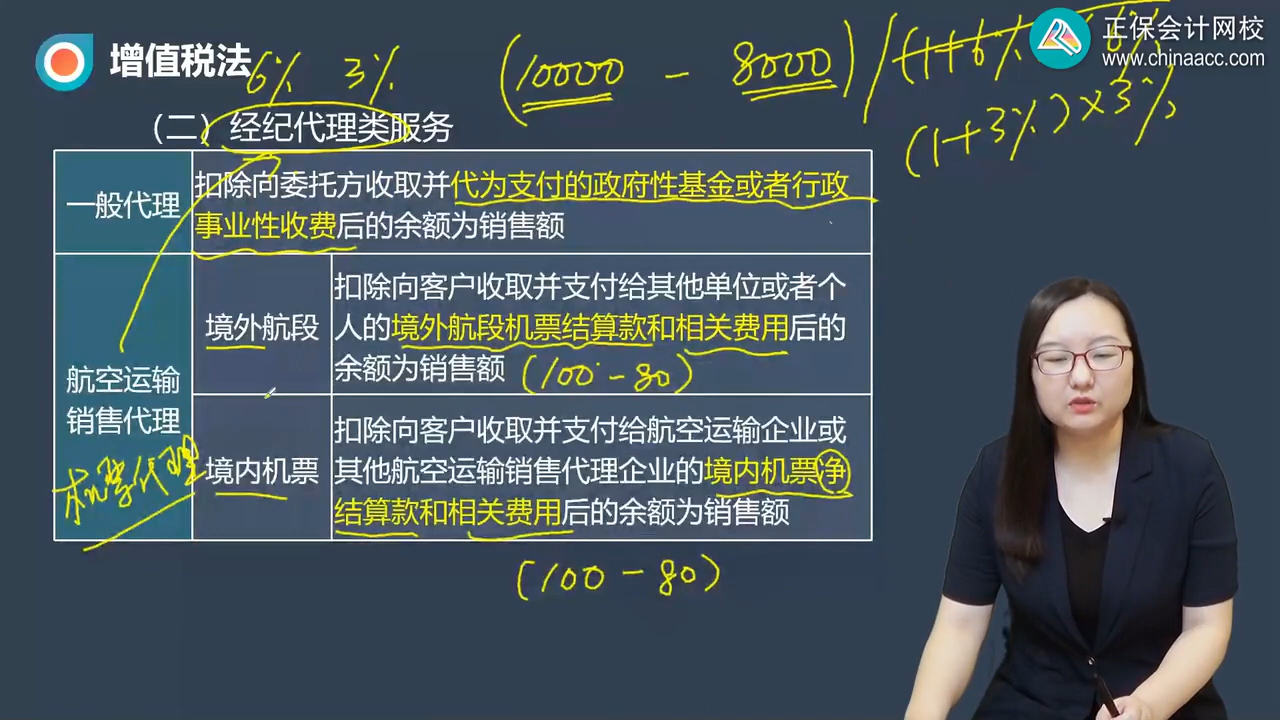 增值税法
6% 3%
(10000 - 8000) / (1+6% 6%
(1+3%)×3%
正保会计网校
www.chinaacc.com
(二)经纪代理类服务
一般代理
扣除向委托方收取并代为支付的政府性基金或者行政
事业性收费后的余额为销售额
航空运输
销售代理
机票代理
境外航段
扣除向客户收取并支付给其他单位或者个
人的境外航段机票结算款和相关费用后的
余额为销售额 (100-80)
境内机票
扣除向客户收取并支付给航空运输企业或
其他航空运输销售代理企业的境内机票净
结算款和相关费用后的余额为销售额
(100-80)